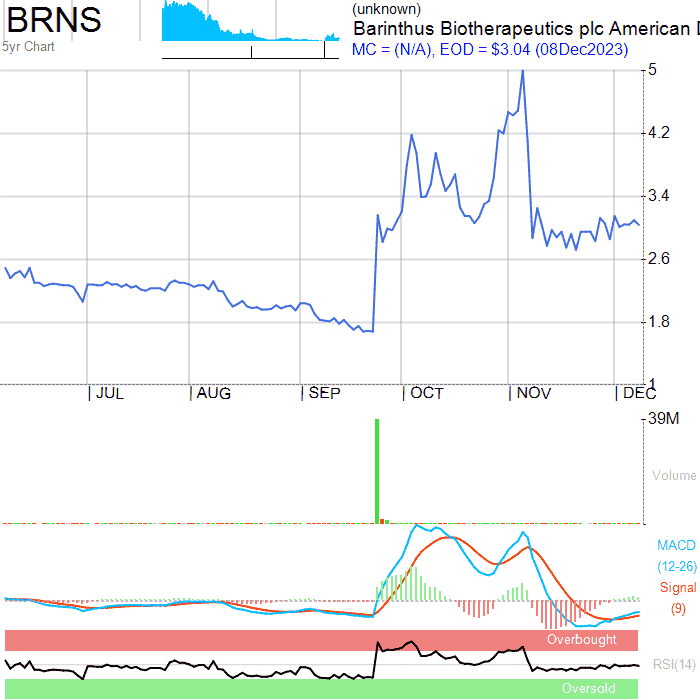 BRNS
5yr Chart
(unknown)
Barinthus Biotherapeutics plc American
MC = (N/A), EOD = $3.04 (08Dec2023)
5
4.2
3.4
2.6
1.8
1
JUL AUG SEP OCT NOV DEC
39M
Volume
MACD
(12-26)
Signal
(9)
Overbought
RSI(14)
Oversold